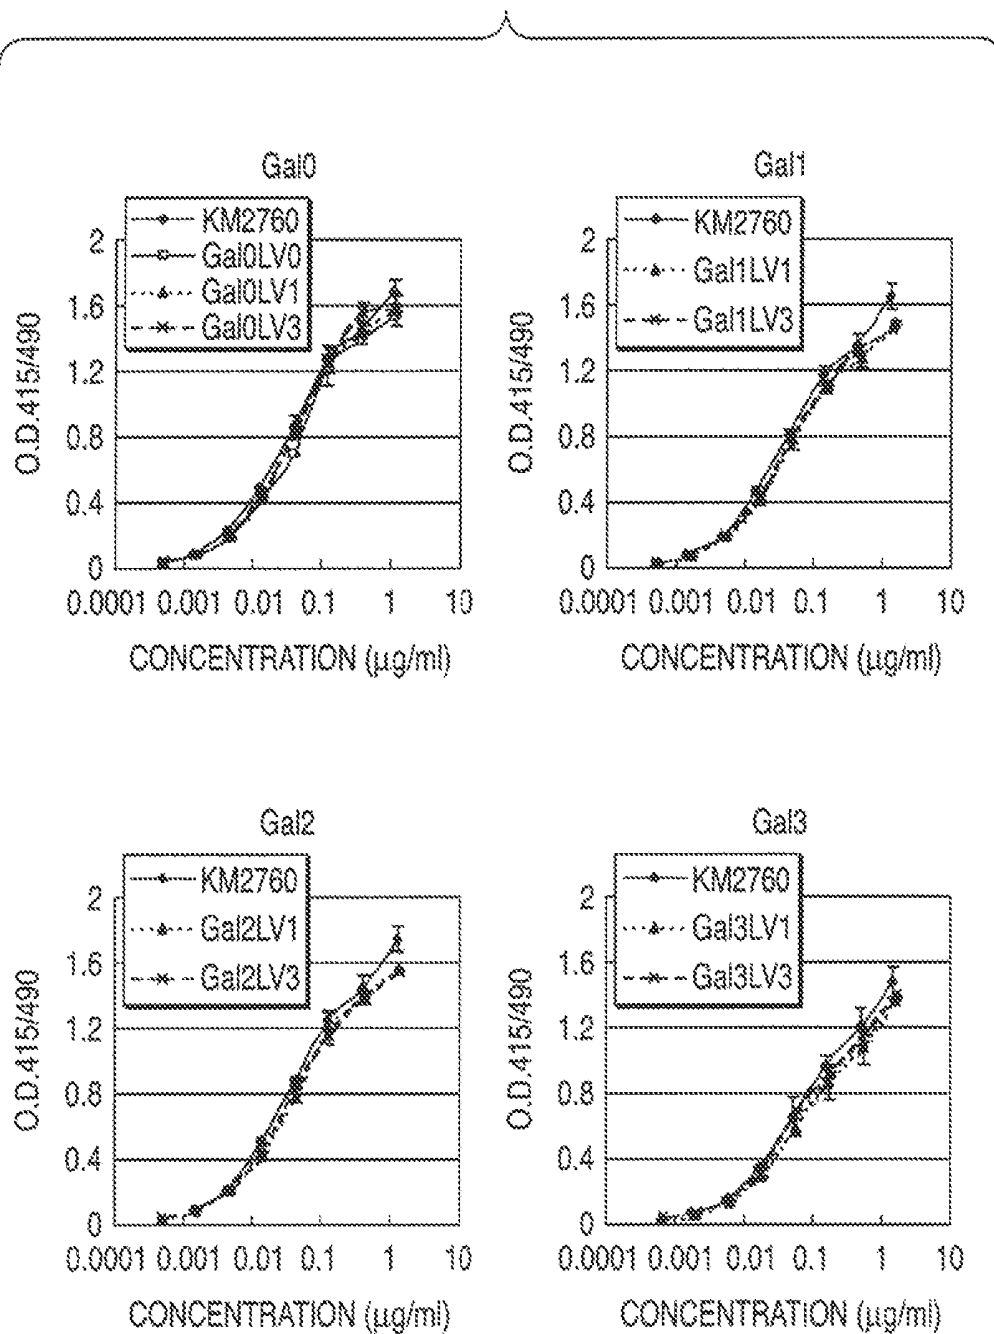 Gal0
KM2760
Gal0LV0
Gal0LV1
Gal0LV3
O.D.415/490
2
1.6
1.2
0.8
0.4
0
0.0001 0.001 0.01 0.1 1 10
CONCENTRATION (μg/ml)
Gal1
KM2760
Gal1LV1
Gal1LV3
O.D.415/490
2
1.6
1.2
0.8
0.4
0
0.0001 0.001 0.01 0.1 1 10
CONCENTRATION (μg/ml)
Gal2
KM2760
Gal2LV1
Gal2LV3
O.D.415/490
2
1.6
1.2
0.8
0.4
0
0.0001 0.001 0.01 0.1 1 10
CONCENTRATION (μg/ml)
Gal3
KM2760
Gal3LV1
Gal3LV3
O.D.415/490
2
1.6
1.2
0.8
0.4
0
0.0001 0.001 0.01 0.1 1 10
CONCENTRATION (μg/ml)